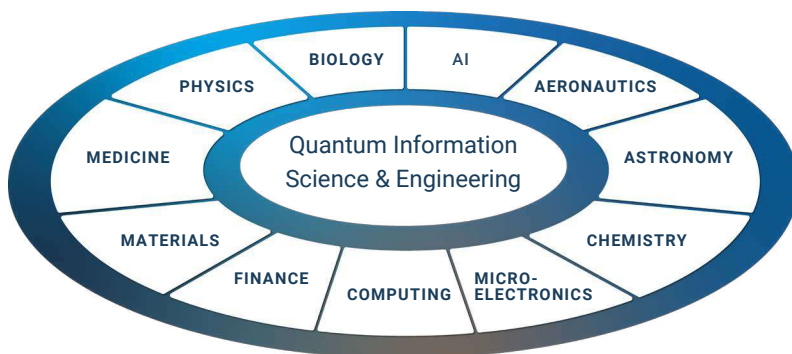 BIOLOGY
AI
PHYSICS
AERONAUTICS
Quantum Information
Science & Engineering
MEDICINE
ASTRONOMY
MATERIALS
CHEMISTRY
FINANCE
COMPUTING
MICRO-
ELECTRONICS